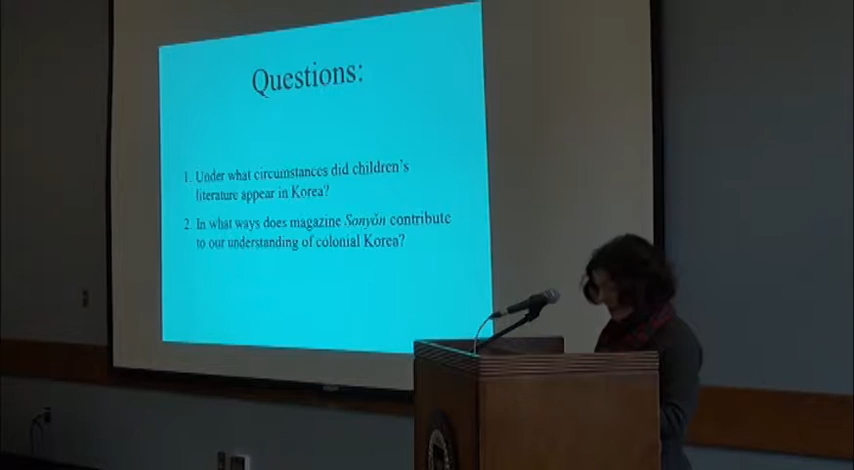 Questions:
1. Under what circumstances did children's
literature appear in Korea?
2. In what ways does magazine Sonyŏn contribute
to our understanding of colonial Korea?